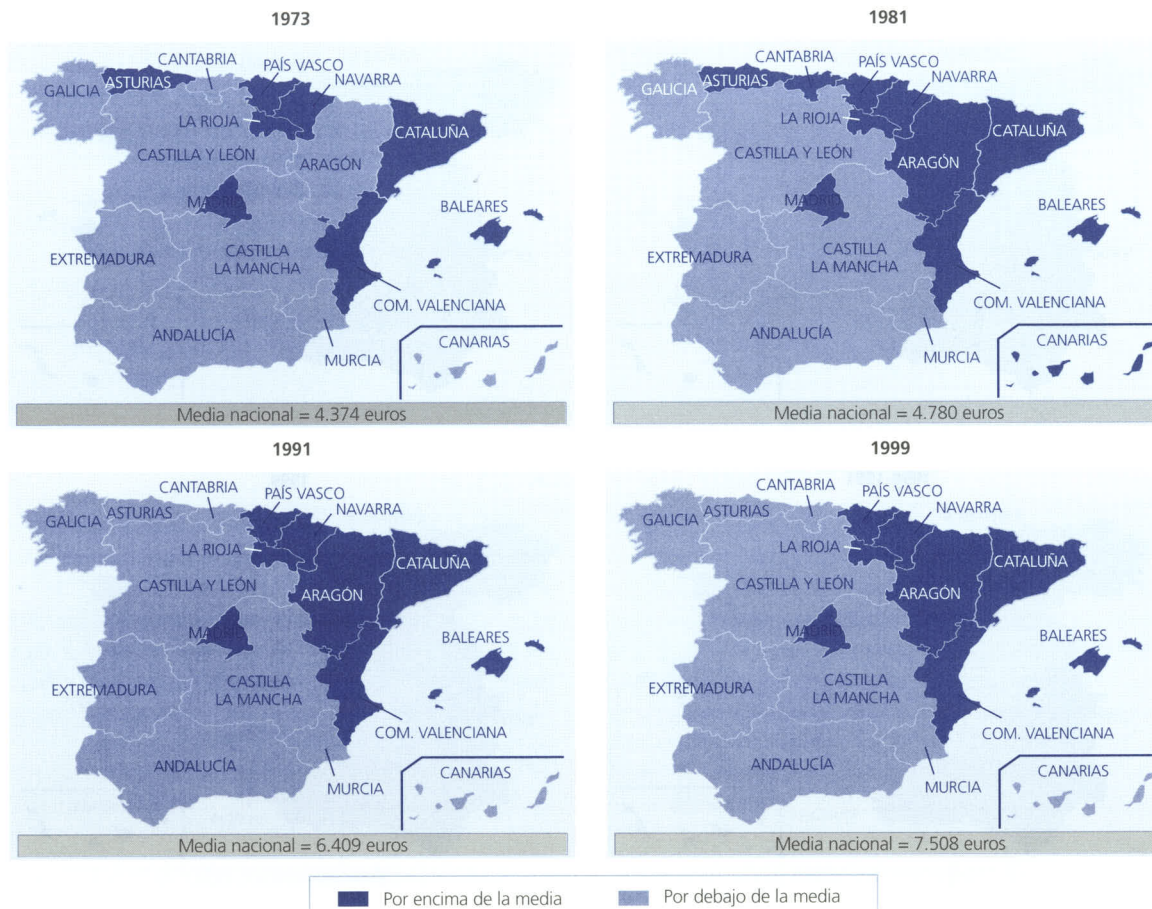 1973
CANTABRIA
PAÍS VASCO
ASTURIAS
NAVARRA
GALICIA
LA RIOJA
CATALUÑA
CASTILLA Y LEÓN
ARAGÓN
MADRID
BALEARES
CASTILLA
LA MANCHA
EXTREMADURA
COM. VALENCIANA
ANDALUCÍA
MURCIA
CANARIAS
Media nacional = 4.374 euros
1981
CANTABRIA
PAÍS VASCO
ASTURIAS
NAVARRA
GALICIA
LA RIOJA
CATALUÑA
CASTILLA Y LEÓN
ARAGÓN
MADRID
BALEARES
CASTILLA
LA MANCHA
EXTREMADURA
COM. VALENCIANA
ANDALUCÍA
MURCIA
CANARIAS
Media nacional = 4.780 euros
1991
CANTABRIA
PAÍS VASCO
ASTURIAS
NAVARRA
GALICIA
LA RIOJA
CATALUÑA
CASTILLA Y LEÓN
ARAGÓN
MADRID
BALEARES
CASTILLA
LA MANCHA
EXTREMADURA
COM. VALENCIANA
ANDALUCÍA
MURCIA
CANARIAS
Media nacional = 6.409 euros
1999
CANTABRIA
PAÍS VASCO
ASTURIAS
NAVARRA
GALICIA
LA RIOJA
CATALUÑA
CASTILLA Y LEÓN
ARAGÓN
MADRID
BALEARES
CASTILLA
LA MANCHA
EXTREMADURA
COM. VALENCIANA
ANDALUCÍA
MURCIA
CANARIAS
Media nacional = 7.508 euros
Por encima de la media
Por debajo de la media